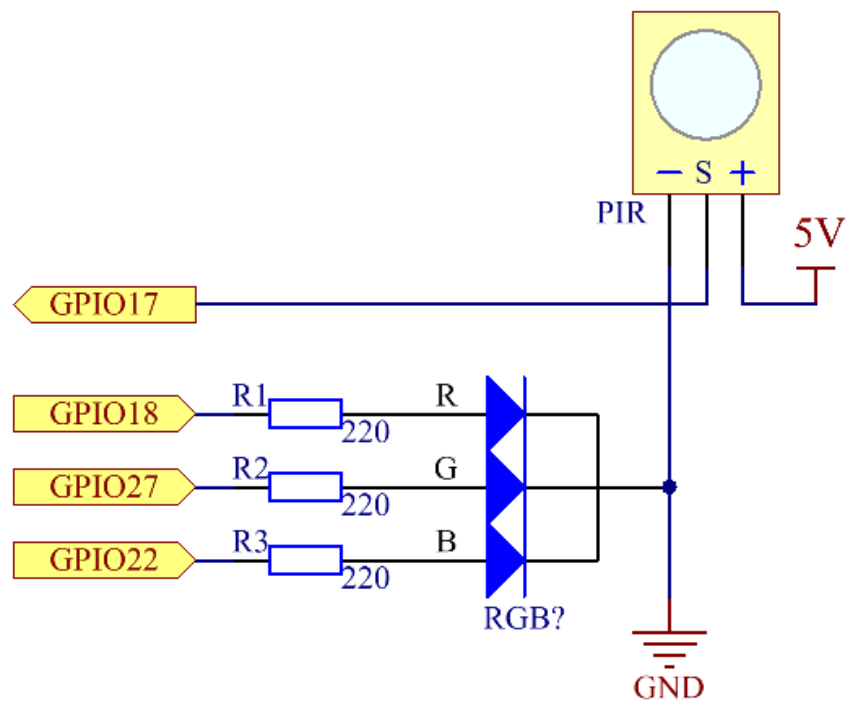 − S +
PIR
5V
GPIO17
R1
R
GPIO18
220
R2
G
GPIO27
220
R3
B
GPIO22
220
RGB?
GND